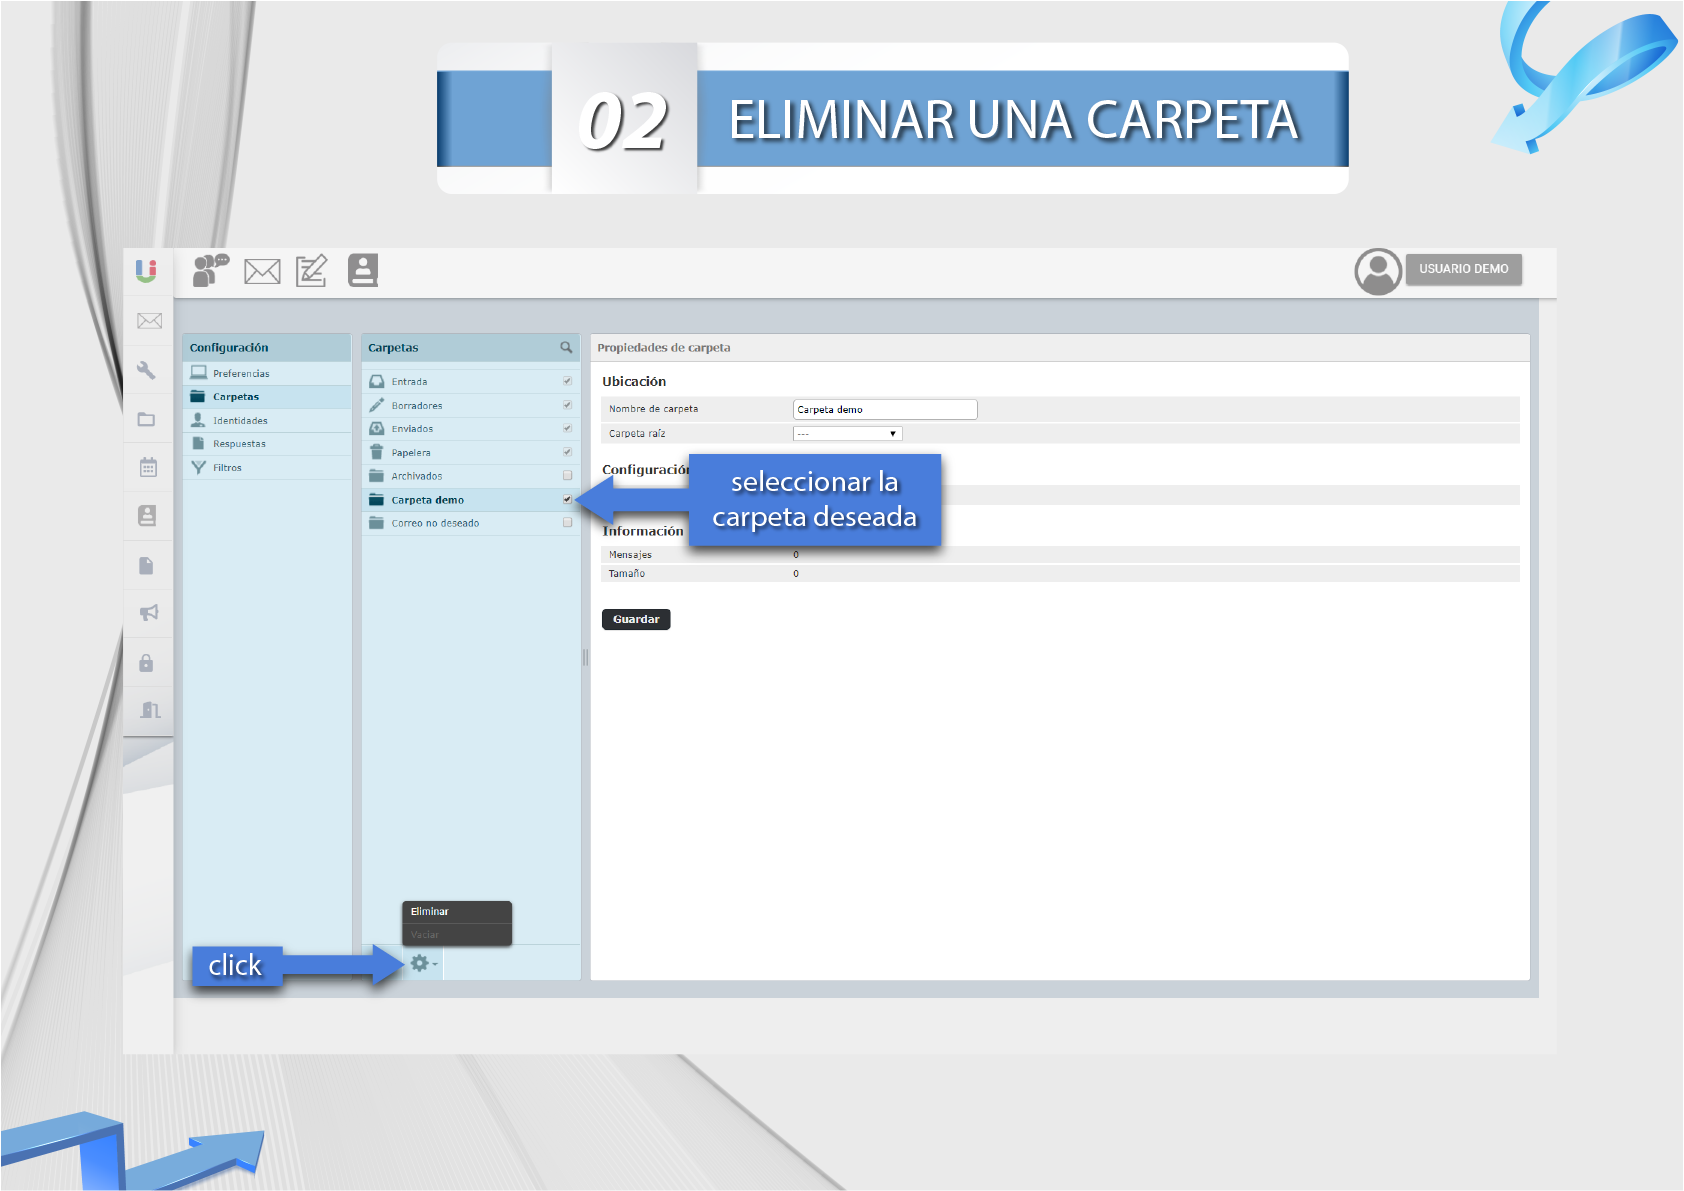 02
ELIMINAR UNA CARPETA
USUARIO DEMO
Configuración
Preferencias
Carpetas
Identidades
Respuestas
Filtros
Carpetas
Entrada
Borradores
Enviados
Papelera
Archivados
Carpeta demo
Correo no deseado
Propiedades de carpeta
Ubicación
Nombre de carpeta
Carpeta demo
Carpeta raíz
---
Configuración
seleccionar la
carpeta deseada
Información
Mensajes
0
Tamaño
0
Guardar
Eliminar
Vaciar
click